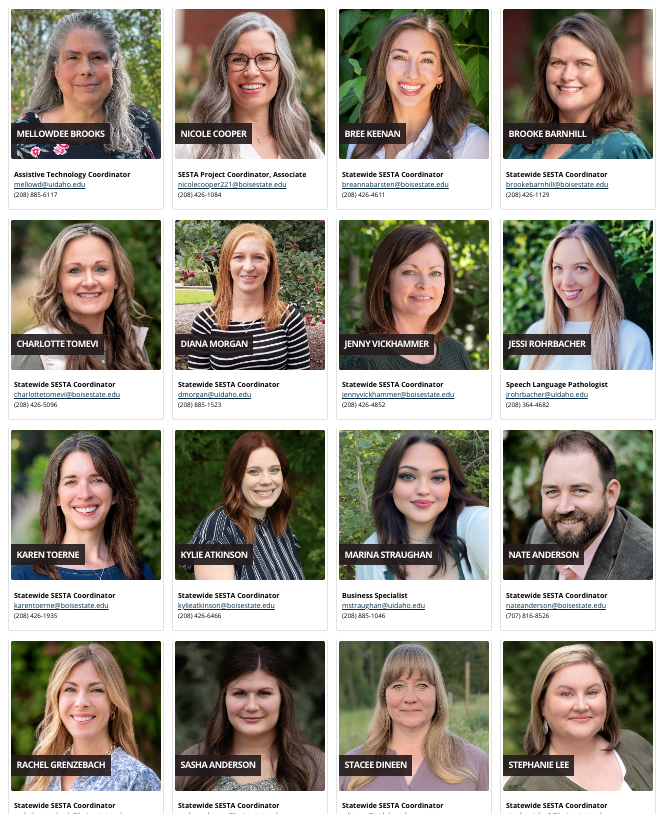 MELLOWDEE BROOKS
Assistive Technology Coordinator
mellowd@uidaho.edu
(208) 885-6117
NICOLE COOPER
SESTA Project Coordinator, Associate
nicolecooper221@boisestate.edu
(208) 426-1084
BREE KEENAN
Statewide SESTA Coordinator
breannabarsten@boisestate.edu
(208) 426-4611
BROOKE BARNHILL
Statewide SESTA Coordinator
brookebarnhill@boisestate.edu
(208) 426-1129
CHARLOTTE TOMEVI
Statewide SESTA Coordinator
charlottetomevi@boisestate.edu
(208) 426-5096
DIANA MORGAN
Statewide SESTA Coordinator
dmorgan@uidaho.edu
(208) 885-1523
JENNY VICKHAMMER
Statewide SESTA Coordinator
jennyvickhammer@boisestate.edu
(208) 426-4852
JESSI ROHRBACHER
Speech Language Pathologist
jrohrbacher@uidaho.edu
(208) 364-4682
KAREN TOERNE
Statewide SESTA Coordinator
karentoerne@boisestate.edu
(208) 426-1935
KYLIE ATKINSON
Statewide SESTA Coordinator
kylieatkinson@boisestate.edu
(208) 426-6466
MARINA STRAUGHAN
Business Specialist
mstraughan@uidaho.edu
(208) 885-1046
NATE ANDERSON
Statewide SESTA Coordinator
nateanderson@boisestate.edu
(707) 816-8526
RACHEL GRENZEBACH
Statewide SESTA Coordinator
SASHA ANDERSON
Statewide SESTA Coordinator
STACEE DINEEN
Statewide SESTA Coordinator
STEPHANIE LEE
Statewide SESTA Coordinator